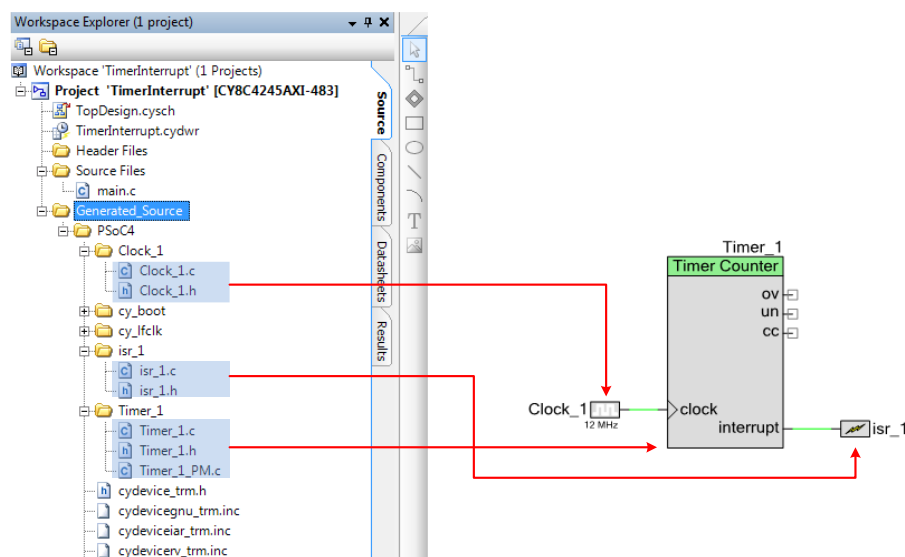 Workspace Explorer (1 project)
Workspace 'TimerInterrupt' (1 Projects)
Project 'TimerInterrupt' [CY8C4245AXI-483]
TopDesign.cysch
TimerInterrupt.cydwr
Header Files
Source Files
main.c
Generated_Source
PSoC4
Clock_1
Clock_1.c
Clock_1.h
cy_boot
cy_lfclk
isr_1
isr_1.c
isr_1.h
Timer_1
Timer_1.c
Timer_1.h
Timer_1_PM.c
cydevice_trm.h
cydevicegnu_trm.inc
cydeviceiar_trm.inc
cydevicerv_trm.inc
Source
Components
Datasheets
Results
T
Timer_1
Timer Counter
ov
un
cc
Clock_1
12 MHz
clock
interrupt
isr_1